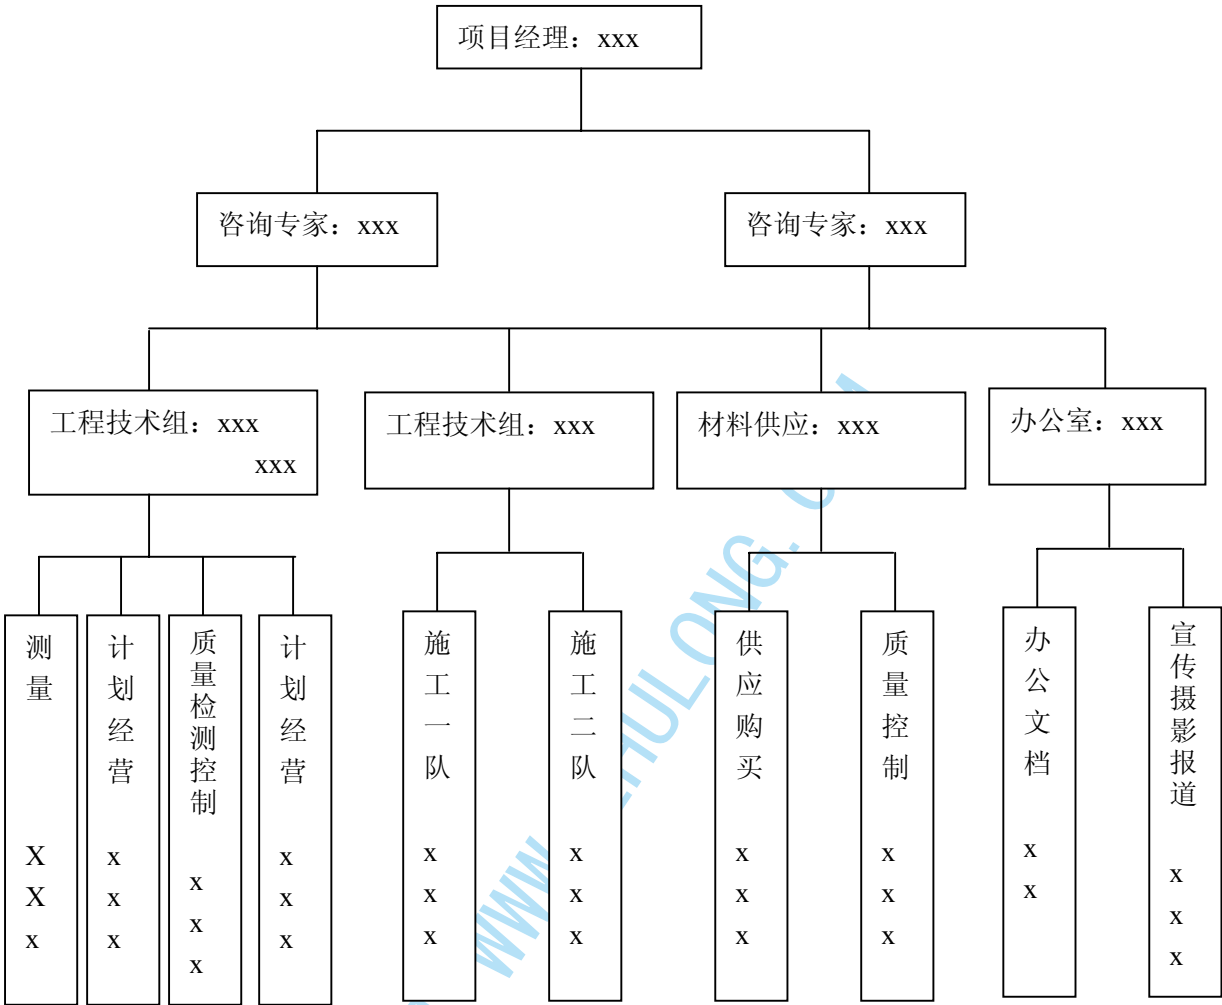 项目经理：xxx
咨询专家：xxx
咨询专家：xxx
工程技术组：xxx
xxx
工程技术组：xxx
材料供应：xxx
办公室：xxx
测量 XXx
计划经营 xxx
质量检测控制 xxx
计划经营 xxx
施工一队 xxx
施工二队 xxx
供应购买 xxx
质量控制 xxx
办公文档 xx
宣传摄影报道 xxx